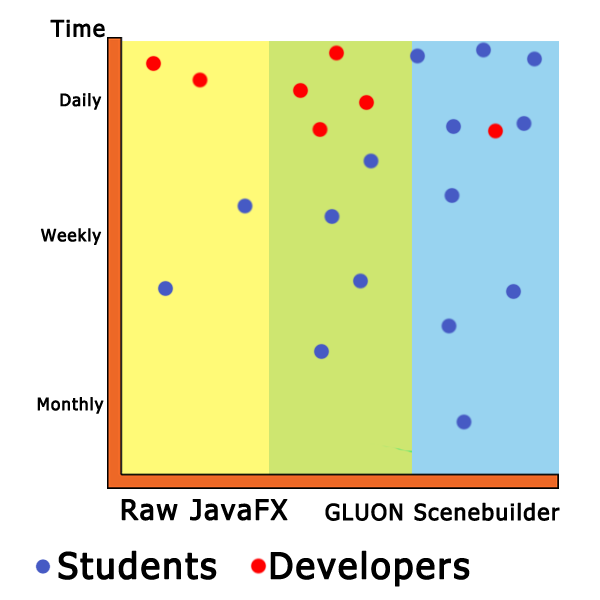 Time
Daily
Weekly
Monthly
Raw JavaFX
GLUON Scenebuilder
Students
Developers